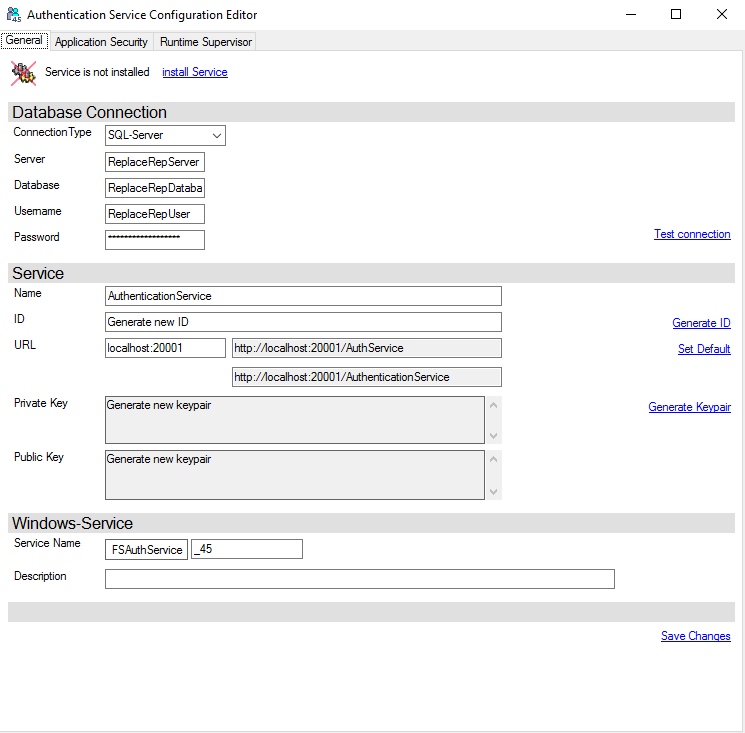 45 Authentication Service Configuration Editor
General Application Security Runtime Supervisor
Service is not installed install Service
Database Connection
ConnectionType SQL-Server
Server ReplaceRepServer
Database ReplaceRepDataba
Username ReplaceRepUser
Password ******************
Test connection
Service
Name AuthenticationService
ID Generate new ID Generate ID
URL localhost:20001 http://localhost:20001/AuthService Set Default
http://localhost:20001/AuthenticationService
Private Key Generate new keypair Generate Keypair
Public Key Generate new keypair
Windows-Service
Service Name FSAuthService _45
Description
Save Changes